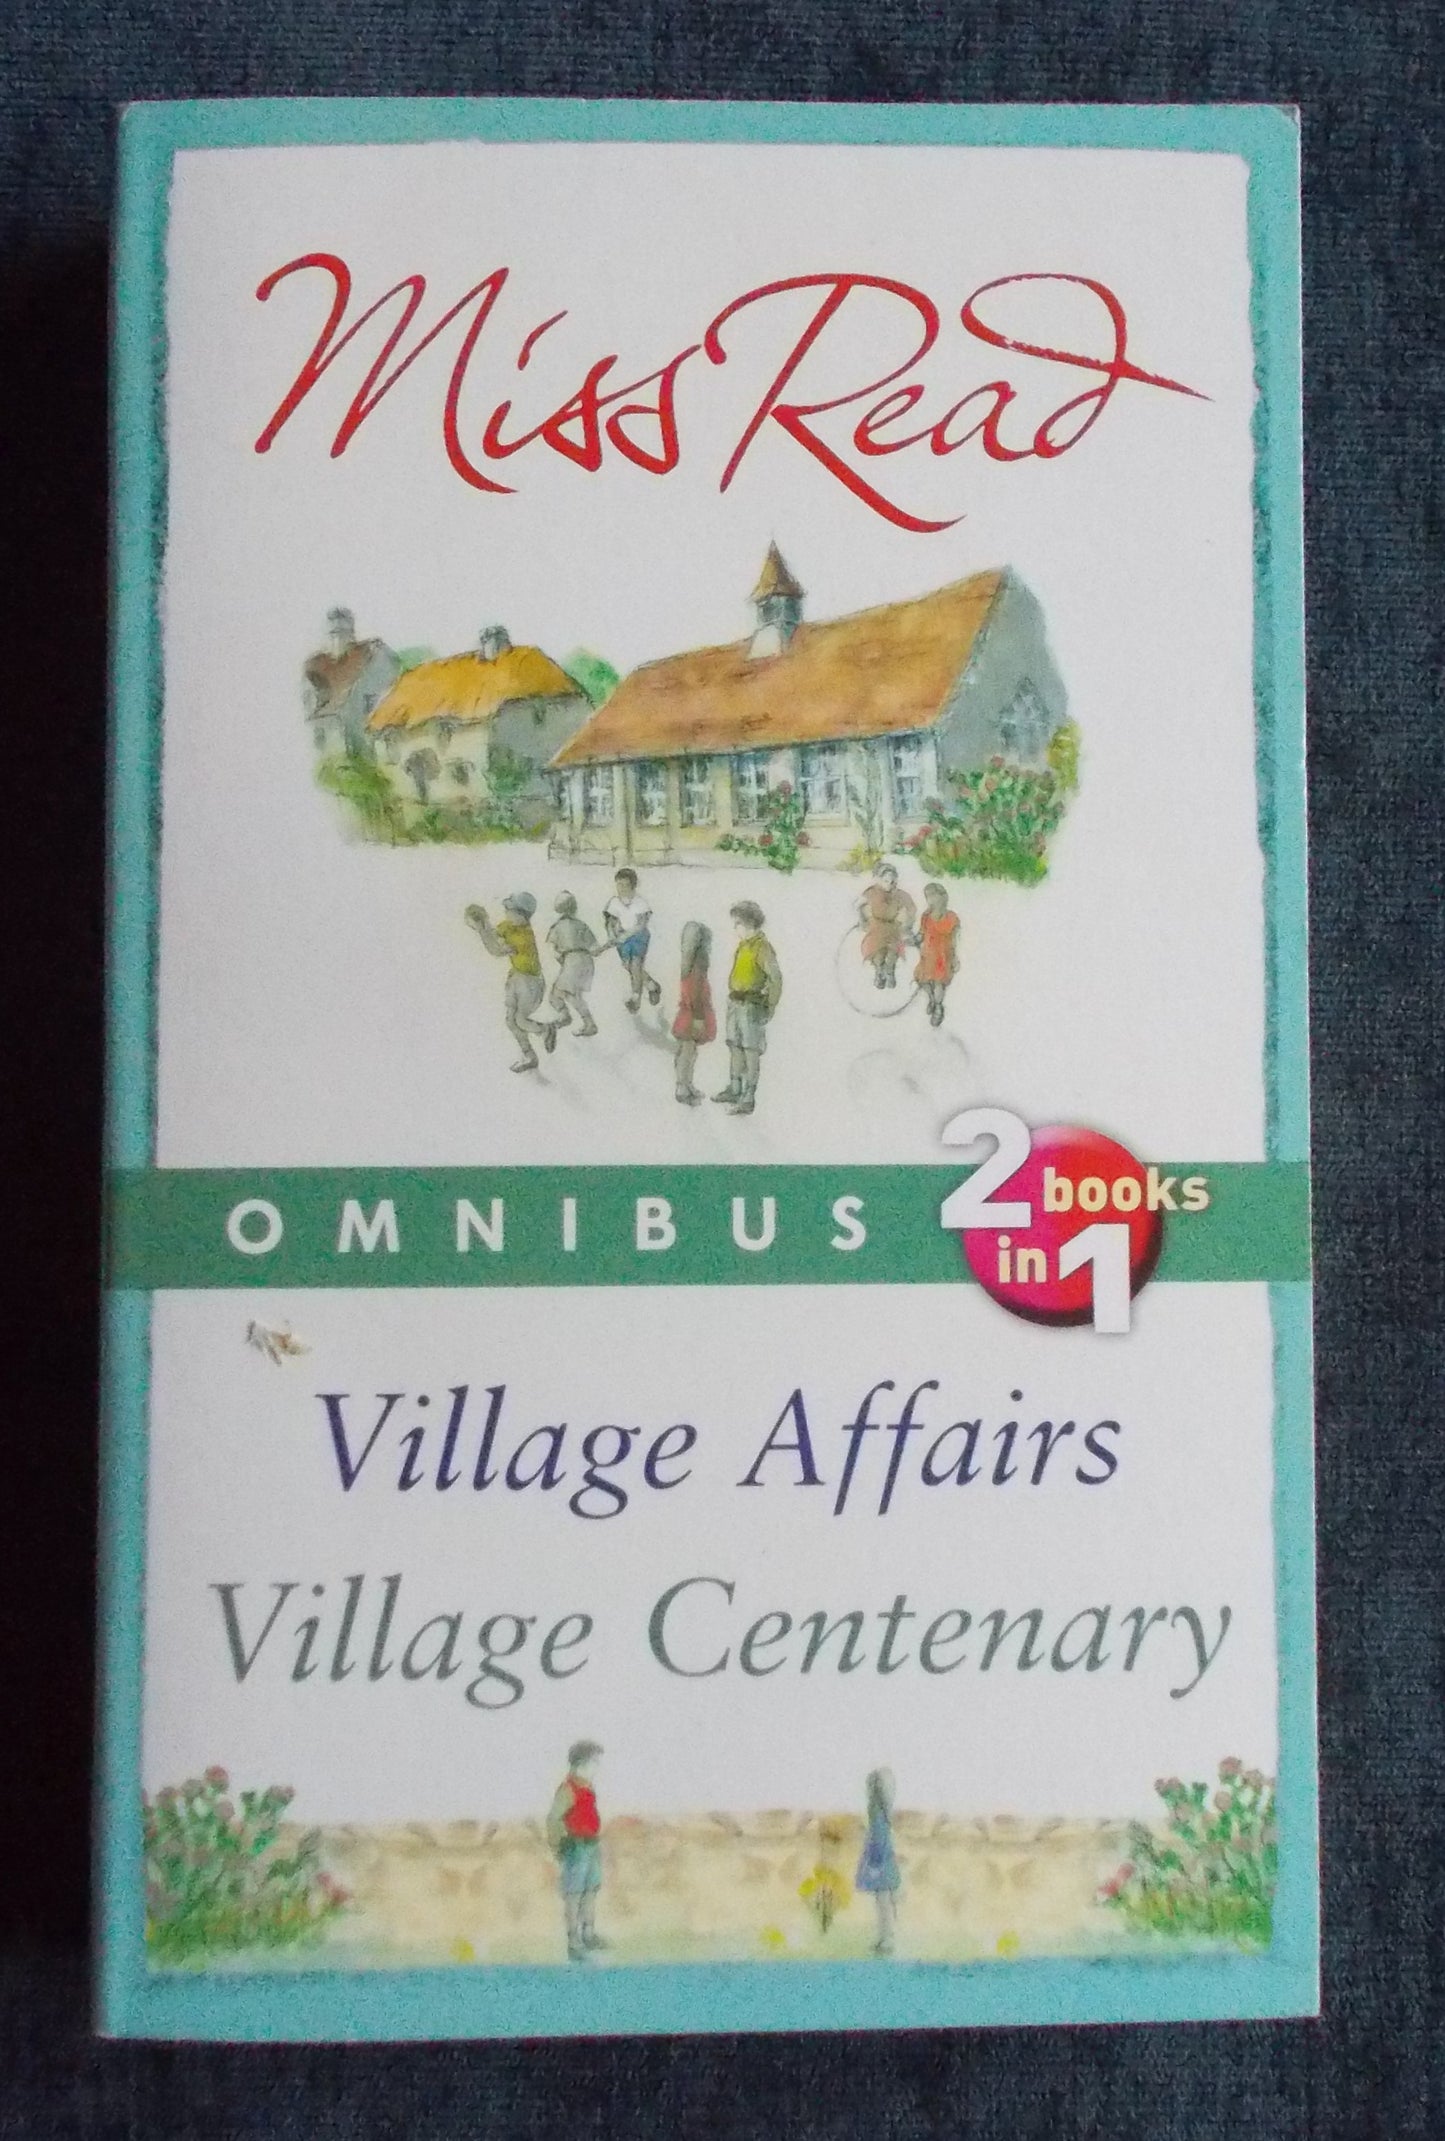 Miss Read
OMNIBUS
2 books
in 1
Village Affairs
Village Centenary